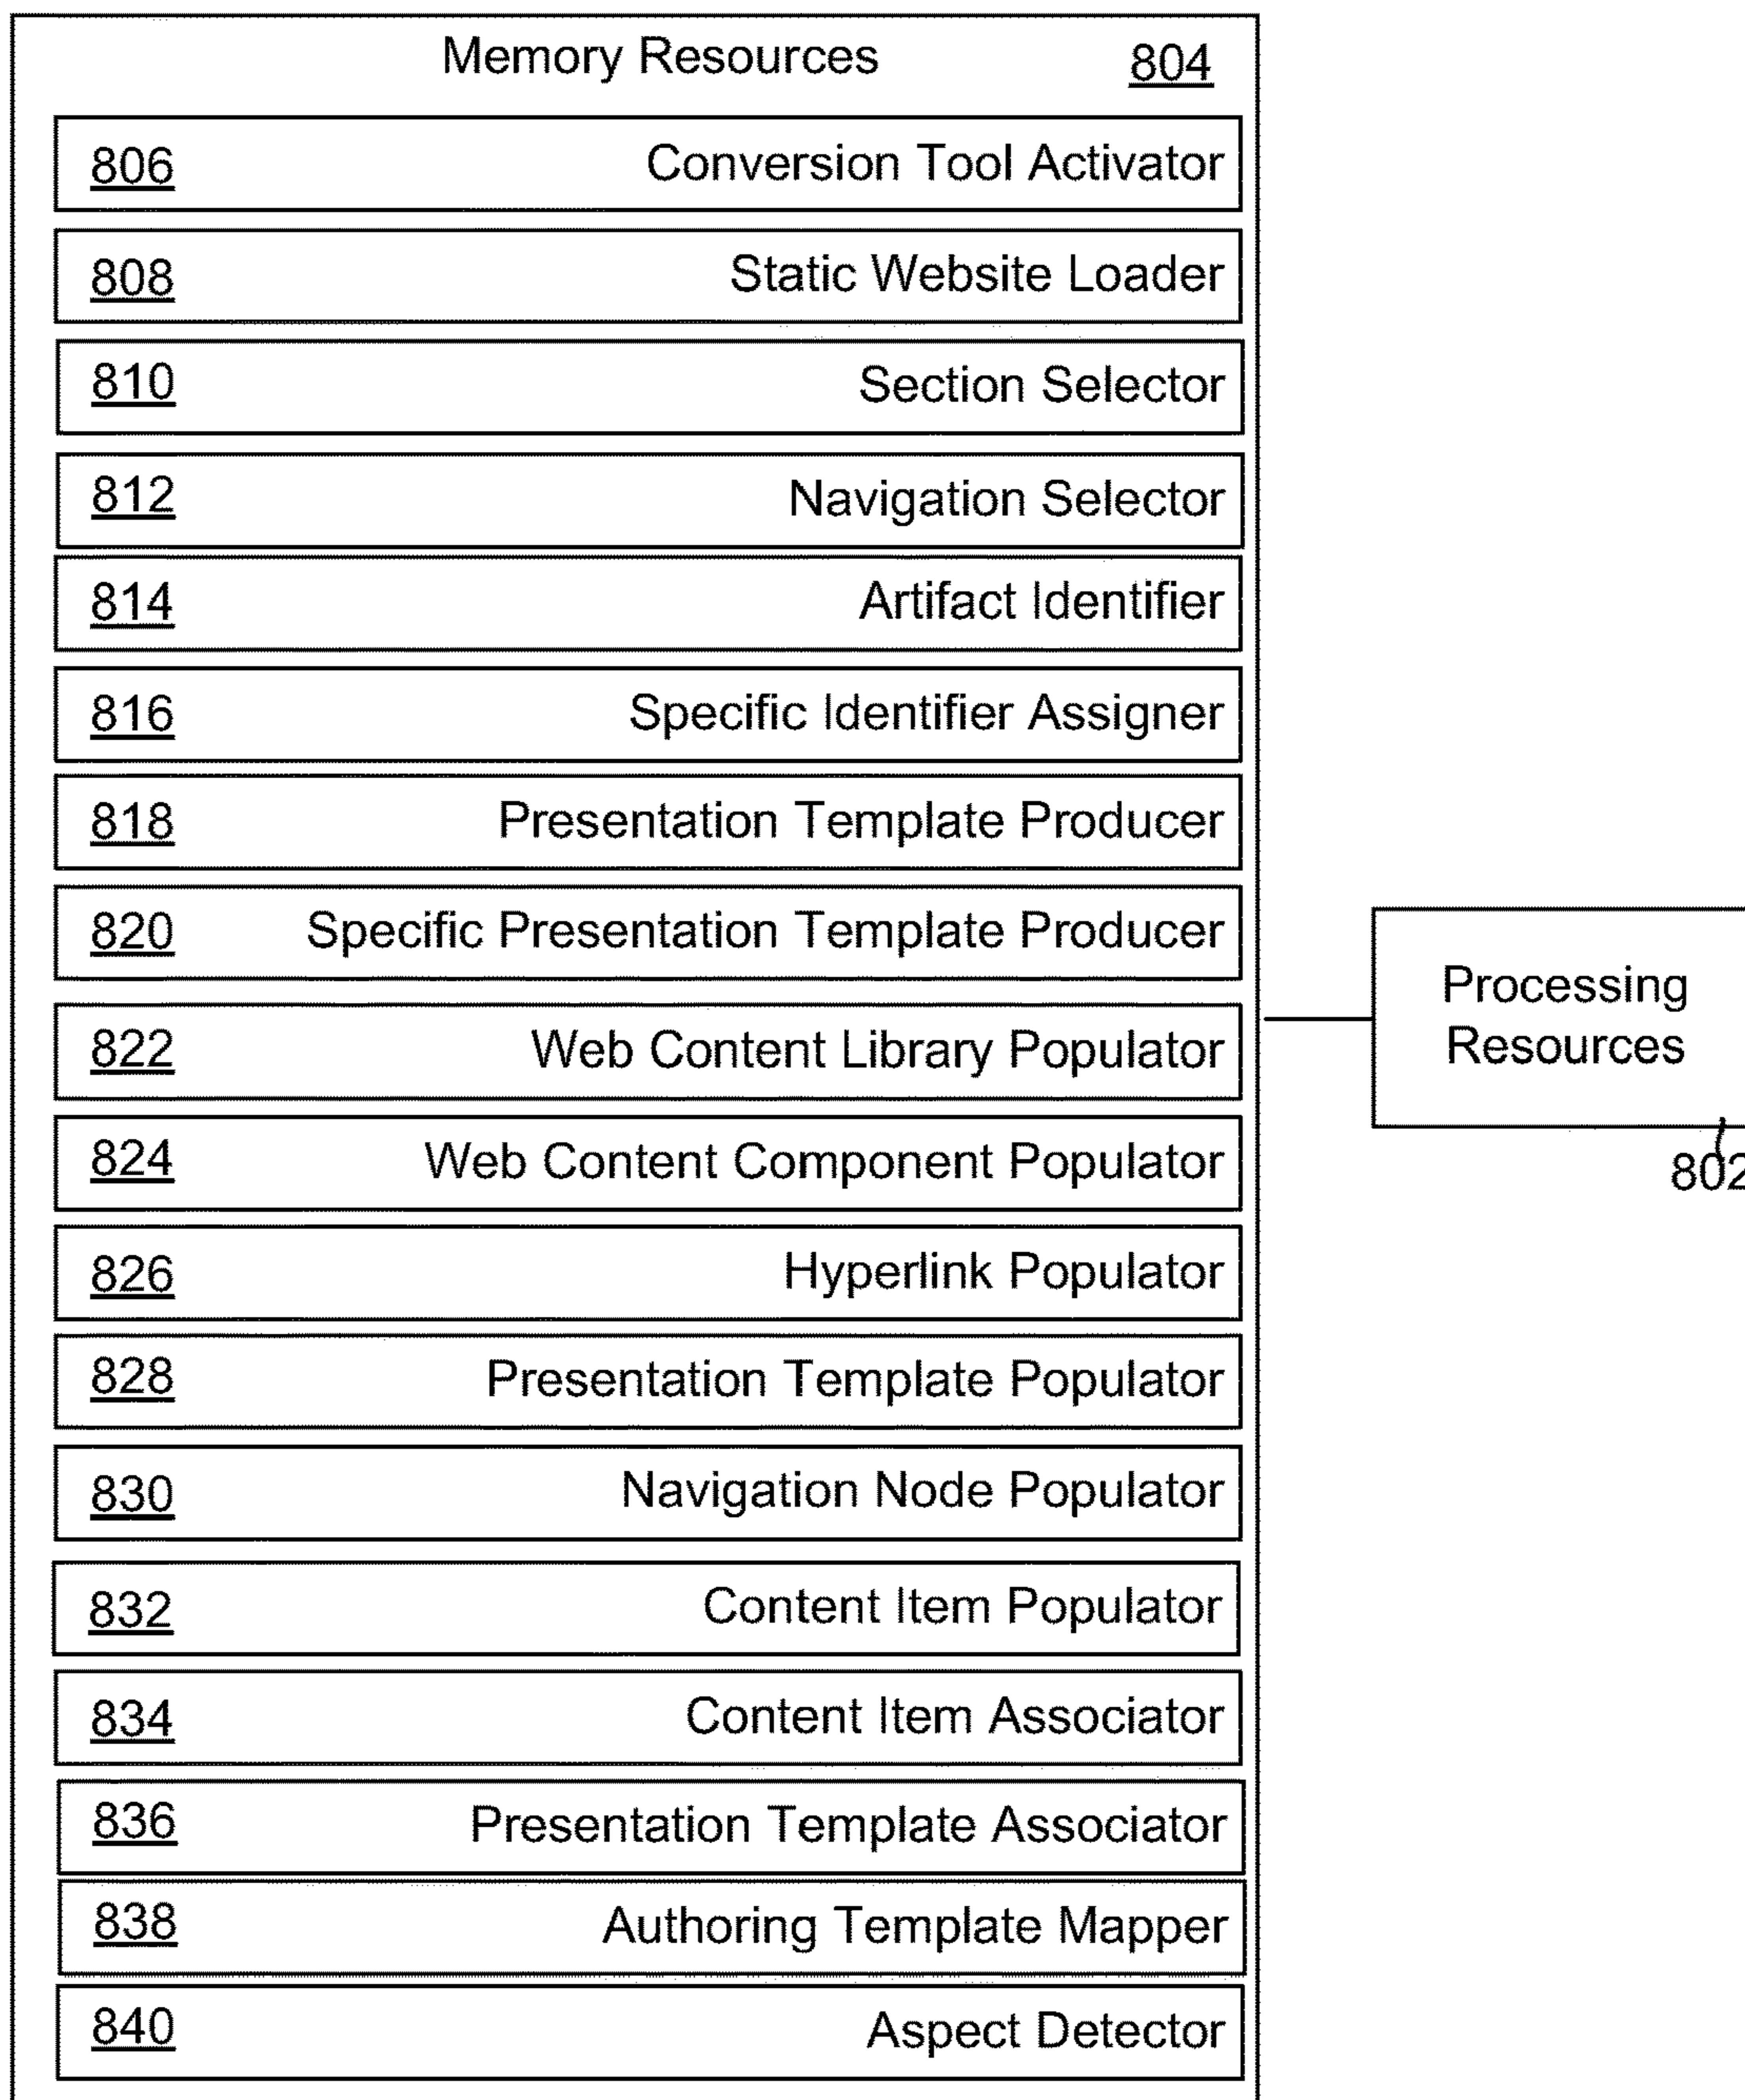 Memory Resources 804
806 Conversion Tool Activator
808 Static Website Loader
810 Section Selector
812 Navigation Selector
814 Artifact Identifier
816 Specific Identifier Assigner
818 Presentation Template Producer
820 Specific Presentation Template Producer
822 Web Content Library Populator
824 Web Content Component Populator
826 Hyperlink Populator
828 Presentation Template Populator
830 Navigation Node Populator
832 Content Item Populator
834 Content Item Associator
836 Presentation Template Associator
838 Authoring Template Mapper
840 Aspect Detector
Processing
Resources
802